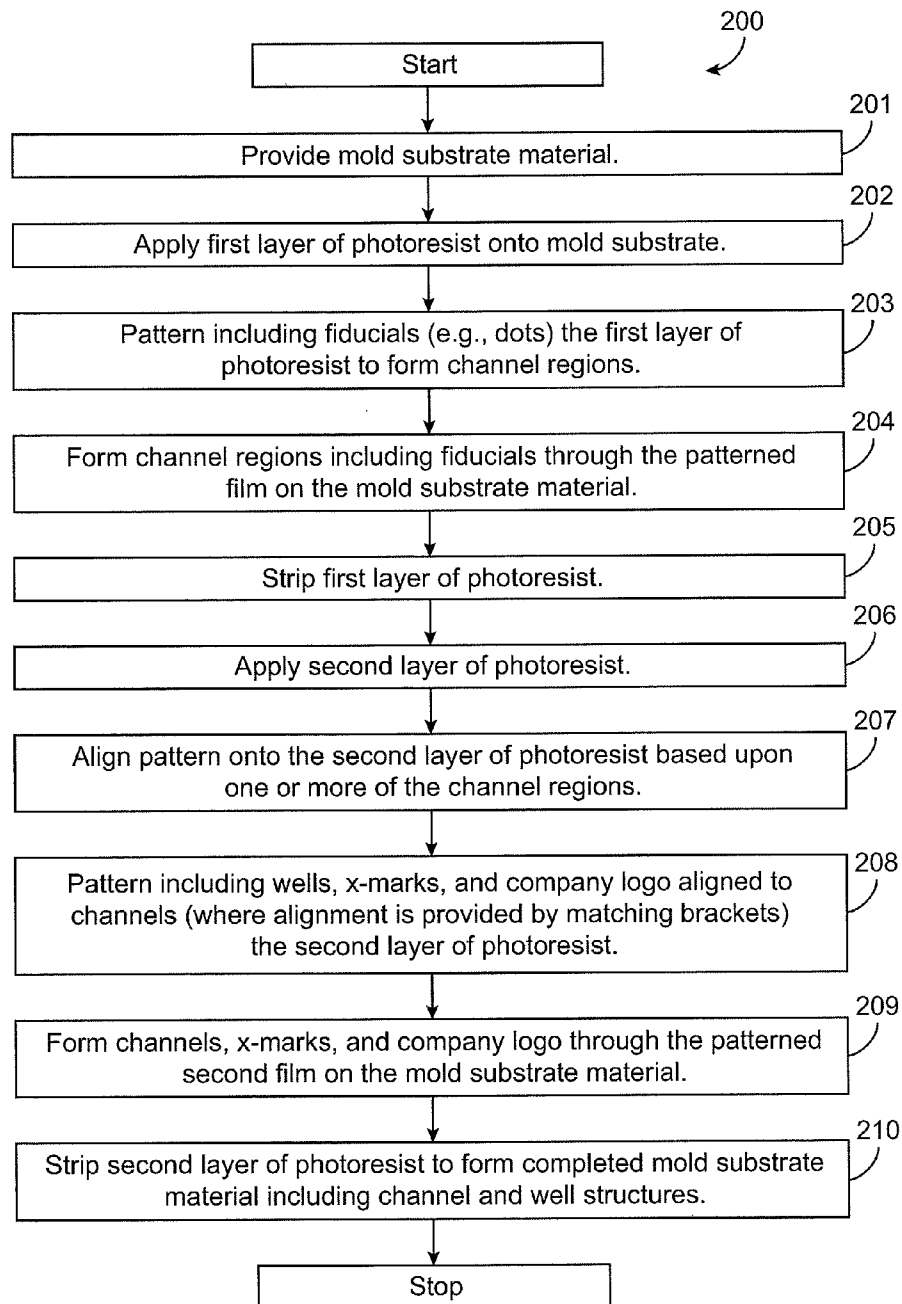 200
Start
201
Provide mold substrate material.
202
Apply first layer of photoresist onto mold substrate.
203
Pattern including fiducials (e.g., dots) the first layer of
photoresist to form channel regions.
204
Form channel regions including fiducials through the patterned
film on the mold substrate material.
205
Strip first layer of photoresist.
206
Apply second layer of photoresist.
207
Align pattern onto the second layer of photoresist based upon
one or more of the channel regions.
208
Pattern including wells, x-marks, and company logo aligned to
channels (where alignment is provided by matching brackets)
the second layer of photoresist.
209
Form channels, x-marks, and company logo through the patterned
second film on the mold substrate material.
210
Strip second layer of photoresist to form completed mold substrate
material including channel and well structures.
Stop